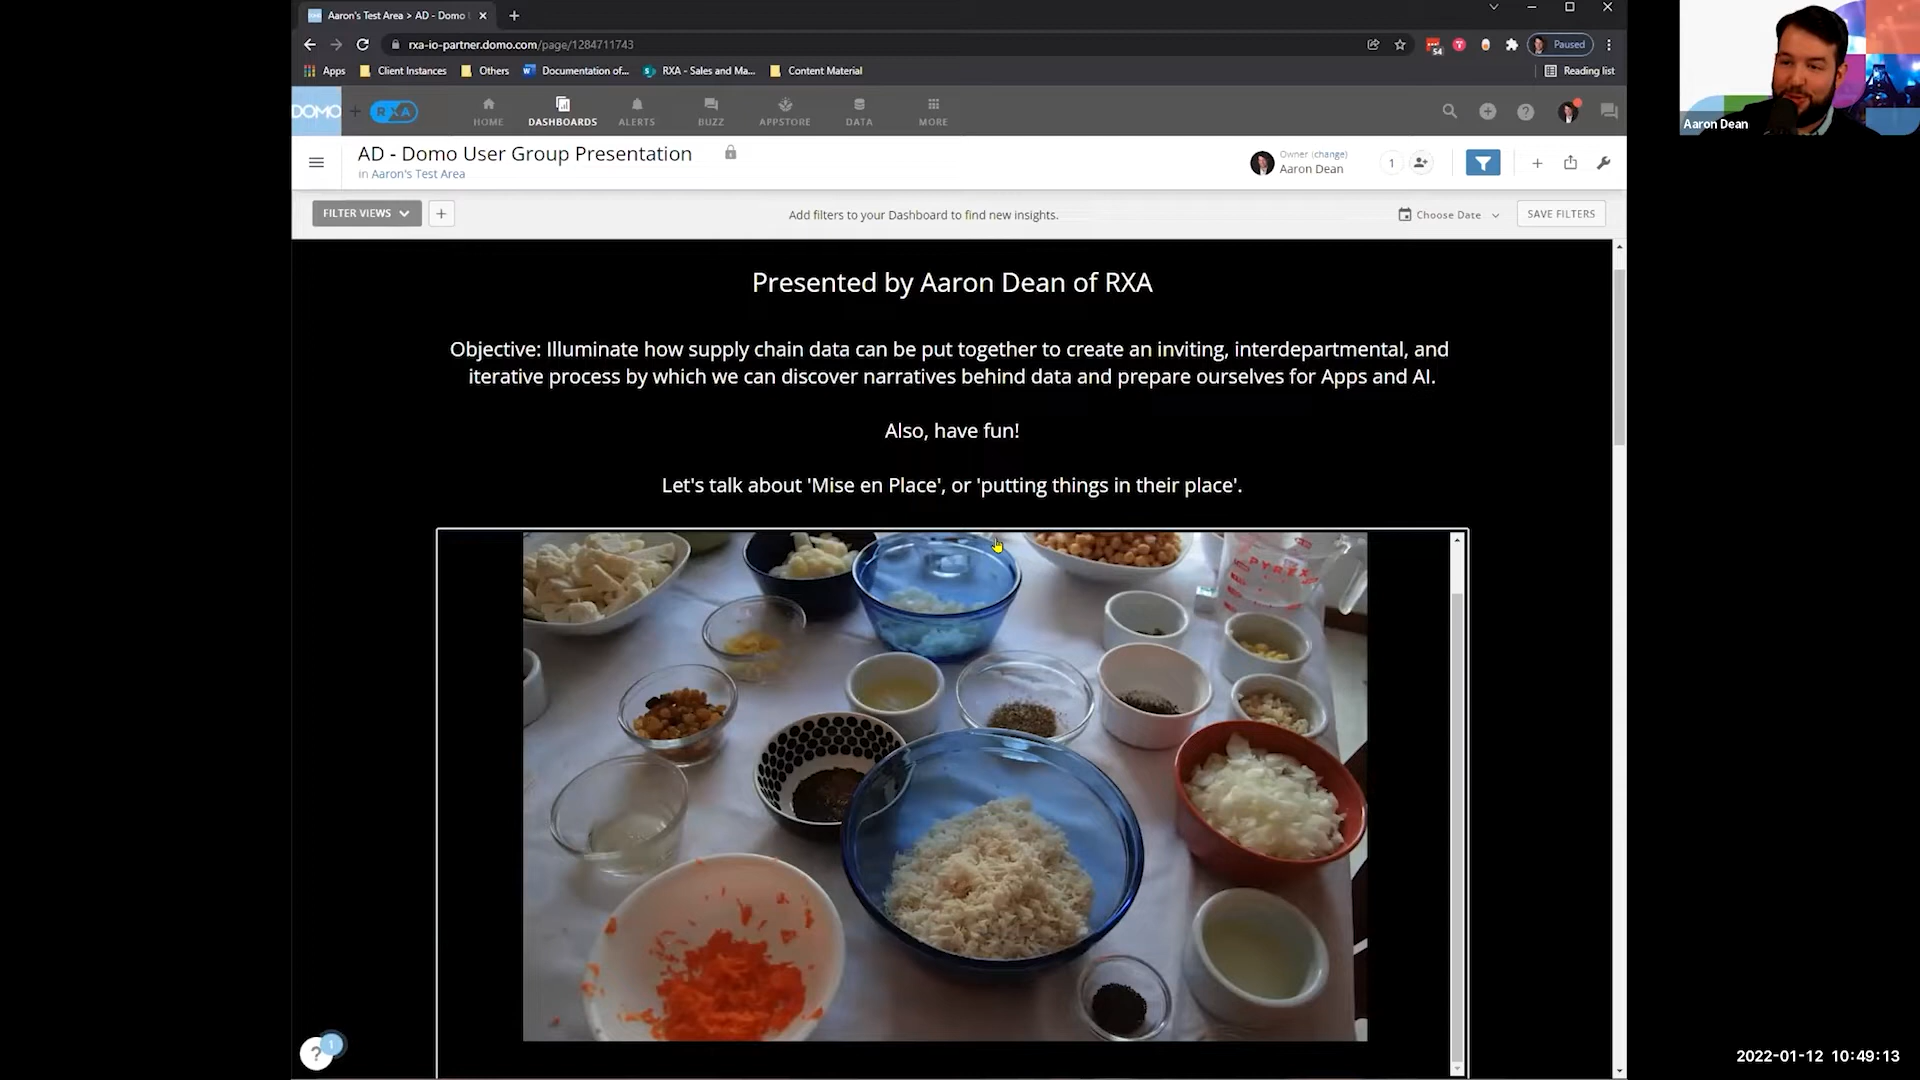 Aaron's Test Area > AD - Domo
rxa-io-partner.domo.com/page/1284711743
54
Paused
Apps
Client Instances
Others
Documentation of...
RXA - Sales and Ma...
Content Material
Reading list
DOMO
RXA
HOME
DASHBOARDS
ALERTS
BUZZ
APPSTORE
DATA
MORE
AD - Domo User Group Presentation
in Aaron's Test Area
Owner (change)
Aaron Dean
1
FILTER VIEWS
Add filters to your Dashboard to find new insights.
Choose Date
SAVE FILTERS
Presented by Aaron Dean of RXA
Objective: Illuminate how supply chain data can be put together to create an inviting, interdepartmental, and
iterative process by which we can discover narratives behind data and prepare ourselves for Apps and AI.
Also, have fun!
Let's talk about 'Mise en Place', or 'putting things in their place'.
PYREX
?
1
Aaron Dean
2022-01-12 10:49:13